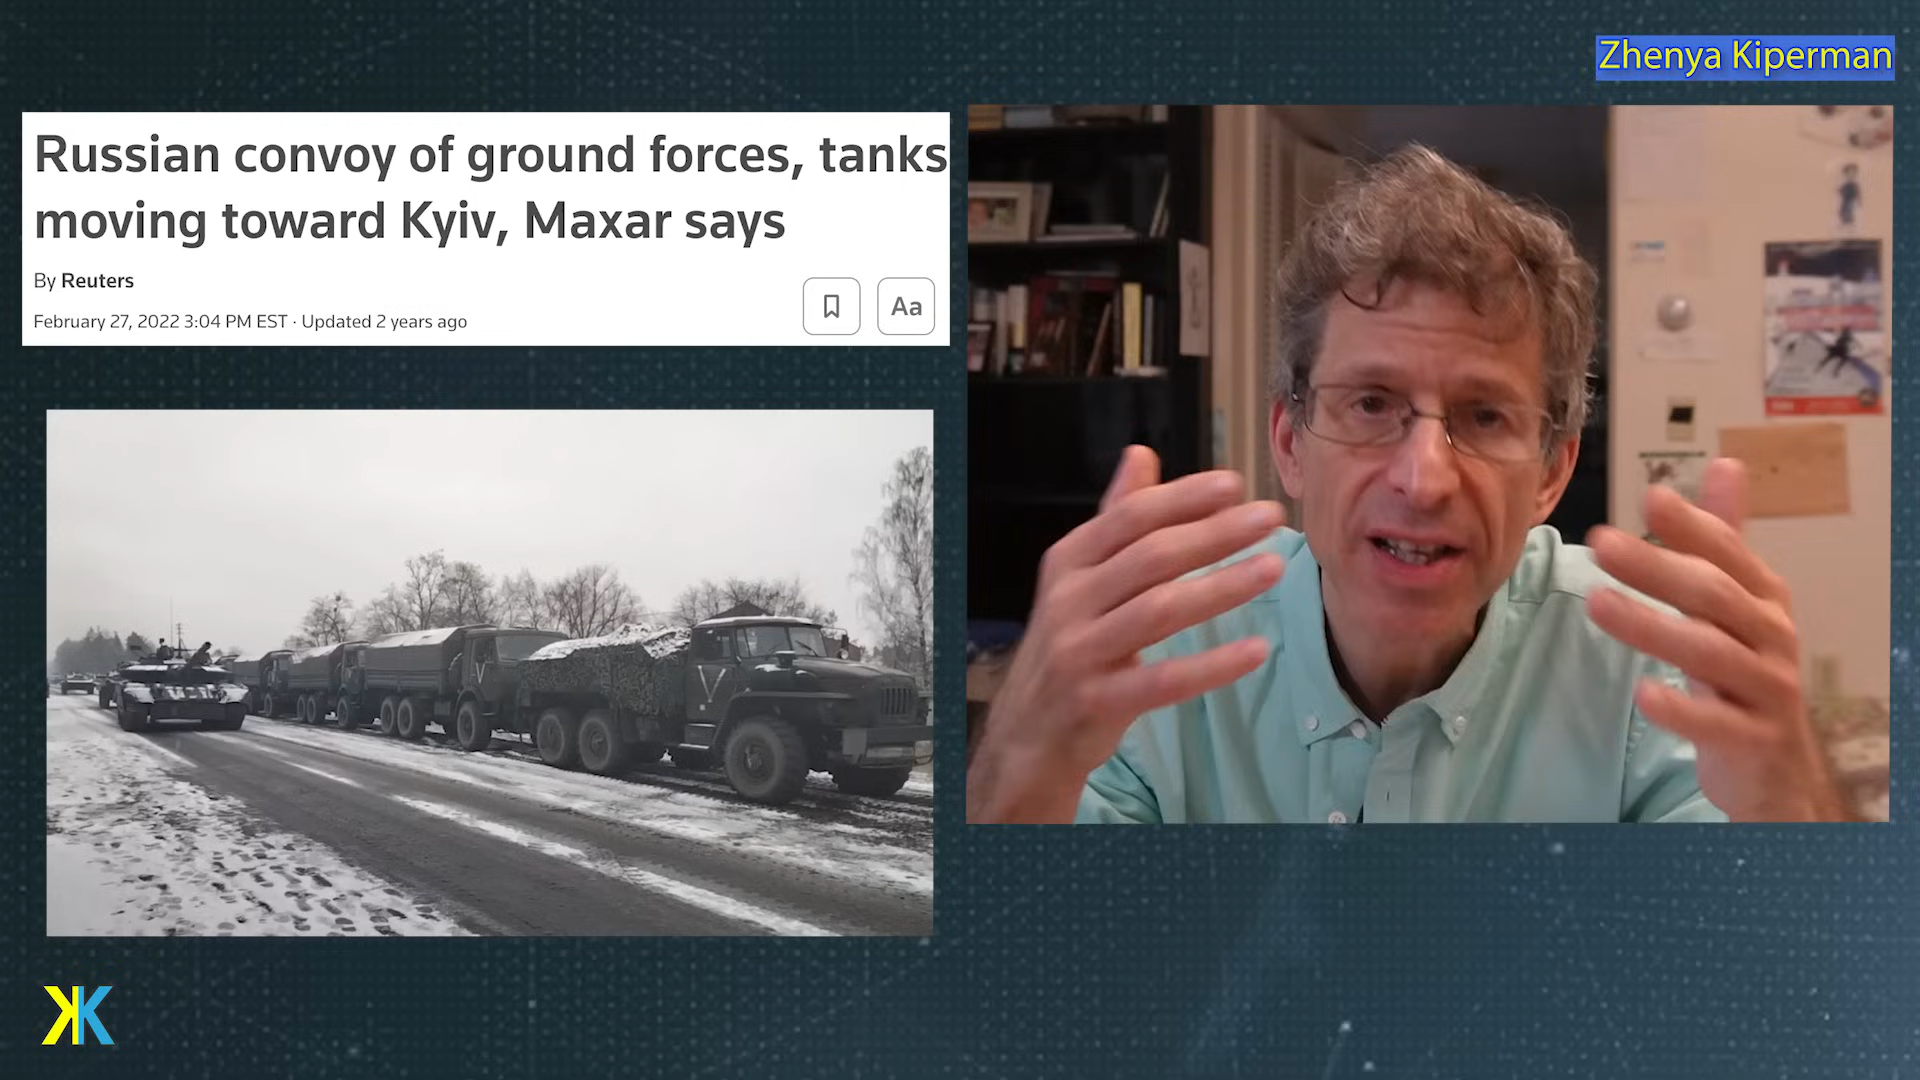 Zhenya Kiperman
Russian convoy of ground forces, tanks
moving toward Kyiv, Maxar says
By Reuters
February 27, 2022 3:04 PM EST · Updated 2 years ago
Aa
V
V
KK